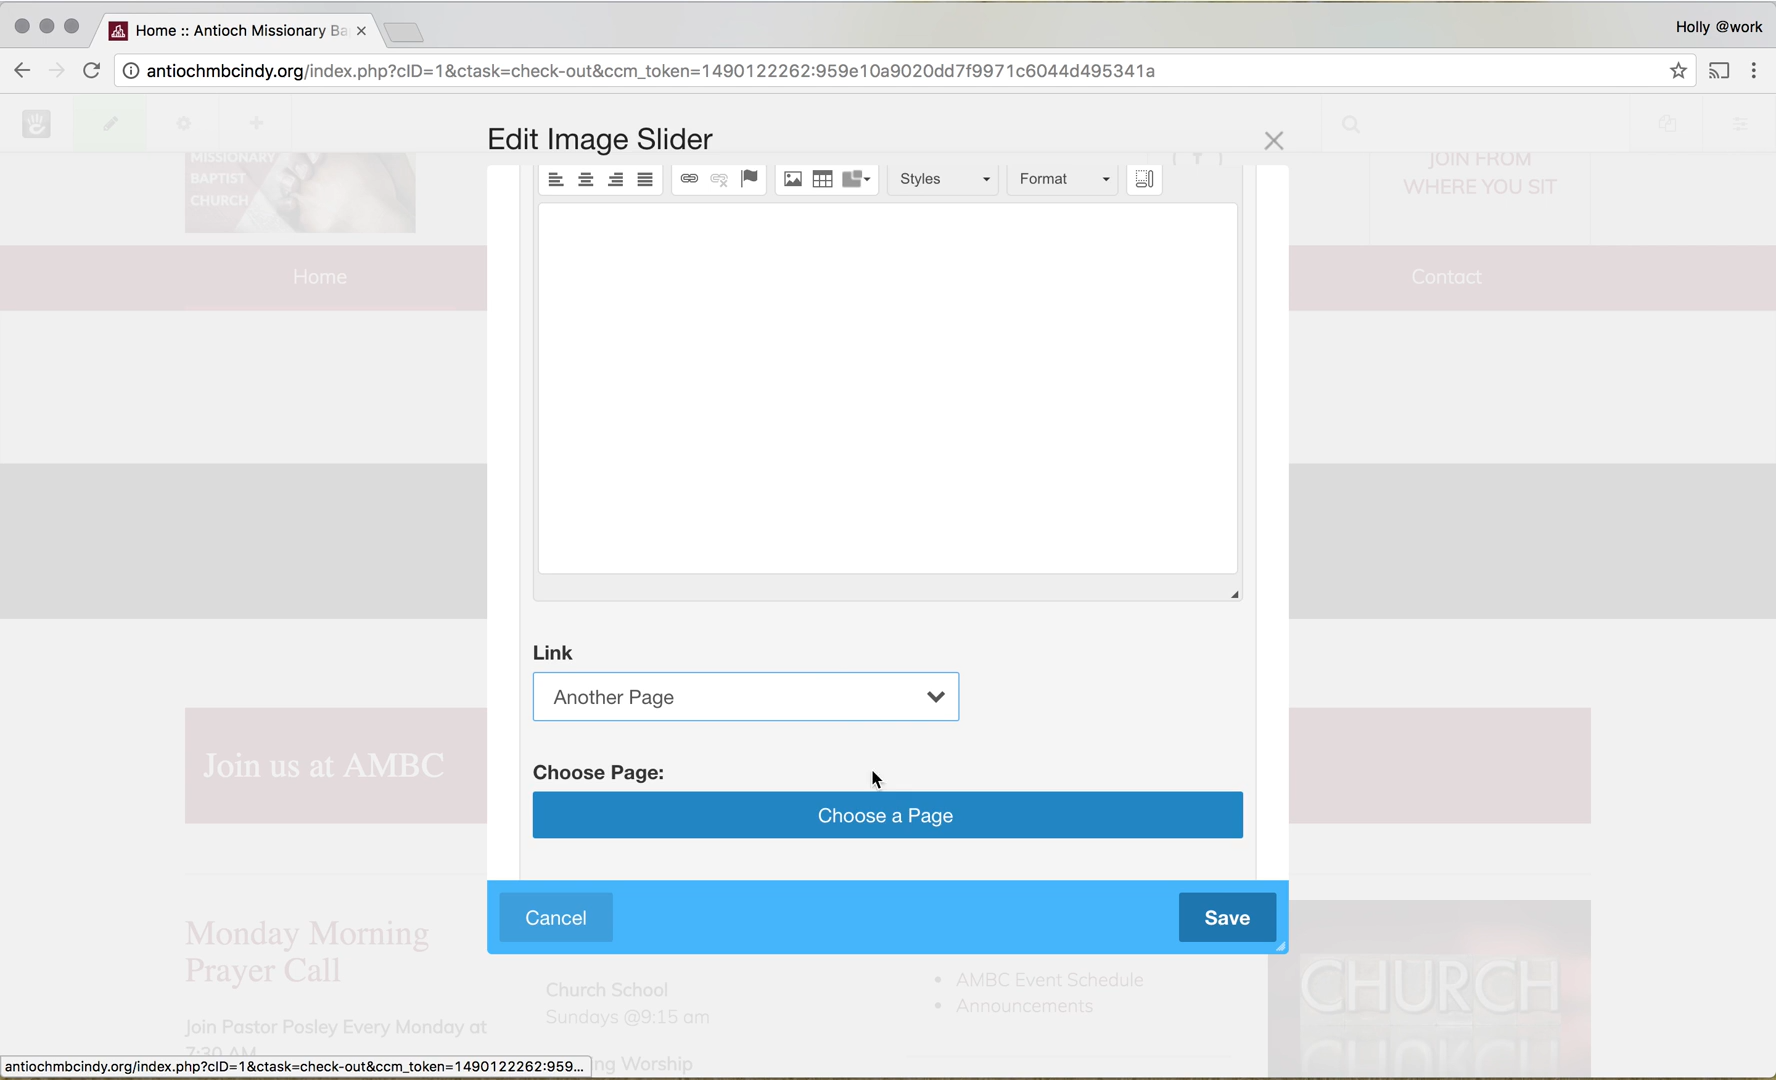 Home :: Antioch Missionary Ba
Holly @work
antiochmbcindy.org/index.php?cID=1&ctask=check-out&ccm_token=1490122262:959e10a9020dd7f9971c6044d495341a
Edit Image Slider
MISSIONARY
BAPTIST
CHURCH
JOIN FROM
WHERE YOU SIT
Styles
Format
Home
Contact
Link
Another Page
Join us at AMBC
Choose Page:
Choose a Page
Cancel
Save
Monday Morning
Prayer Call
Join Pastor Posley Every Monday at
7:30 AM
Church School
Sundays @9:15 am
ng Worship
AMBC Event Schedule
Announcements
CHURCH
antiochmbcindy.org/index.php?cID=1&ctask=check-out&ccm_token=1490122262:959...